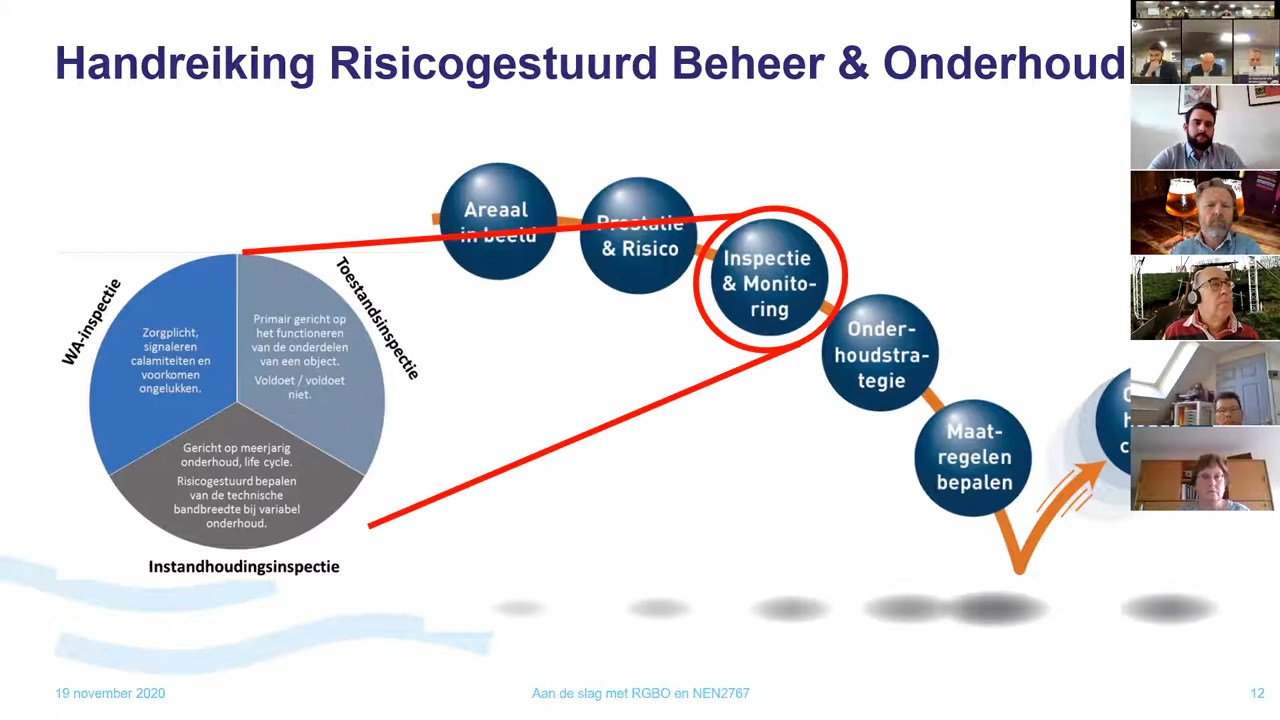 Handreiking Risicogestuurd Beheer & Onderhoud
Areaal
in beeld
Prestatie
& Risico
Inspectie
& Monito-
ring
Onder-
houdstra-
tegie
Maat-
regelen
bepalen
WA-inspectie
Toestandsinspectie
Zorgplicht,
signaleren
calamiteiten en
voorkomen
ongelukken.
Primair gericht op
het functioneren
van de onderdelen
van een object.
Voldoet / voldoet
niet.
Gericht op meerjarig
onderhoud, life cycle.
Risicogestuurd bepalen
van de technische
bandbreedte bij variabel
onderhoud.
Instandhoudingsinspectie
19 november 2020
Aan de slag met RGBO en NEN2767
12